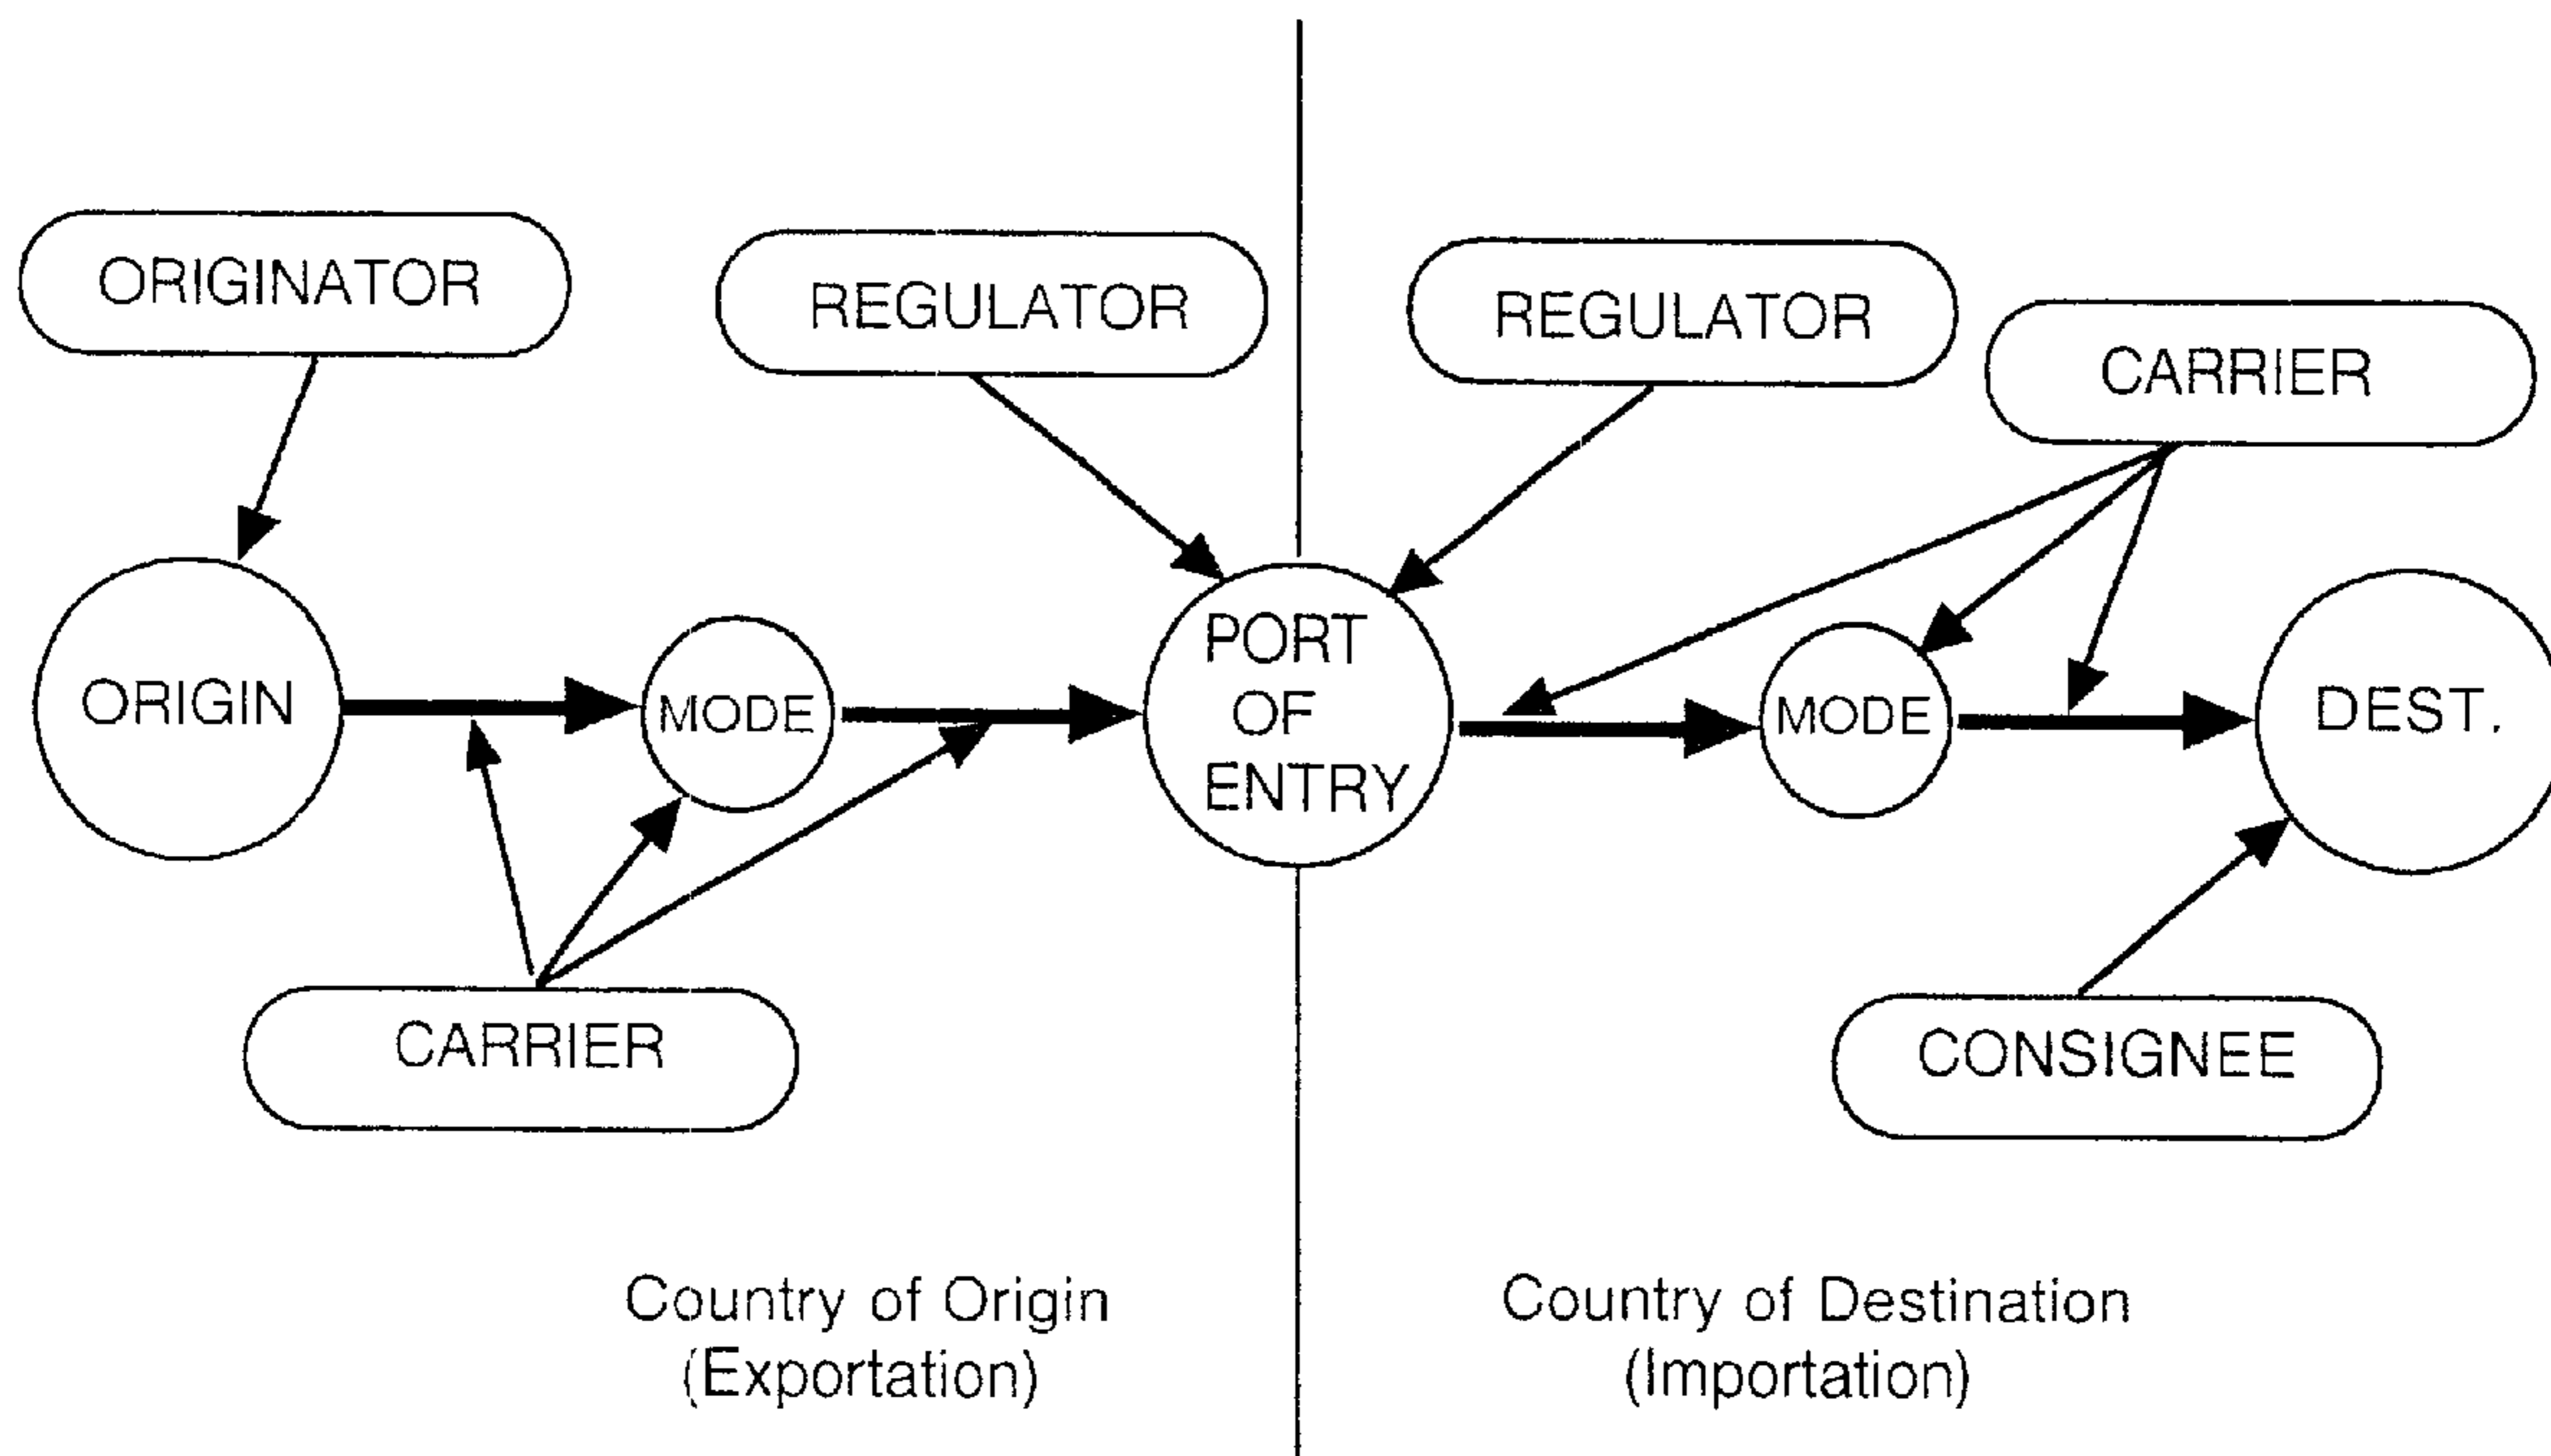 ORIGINATOR
REGULATOR
REGULATOR
CARRIER
ORIGIN
MODE
PORT
OF
ENTRY
MODE
DEST.
CARRIER
CONSIGNEE
Country of Origin
(Exportation)
Country of Destination
(Importation)